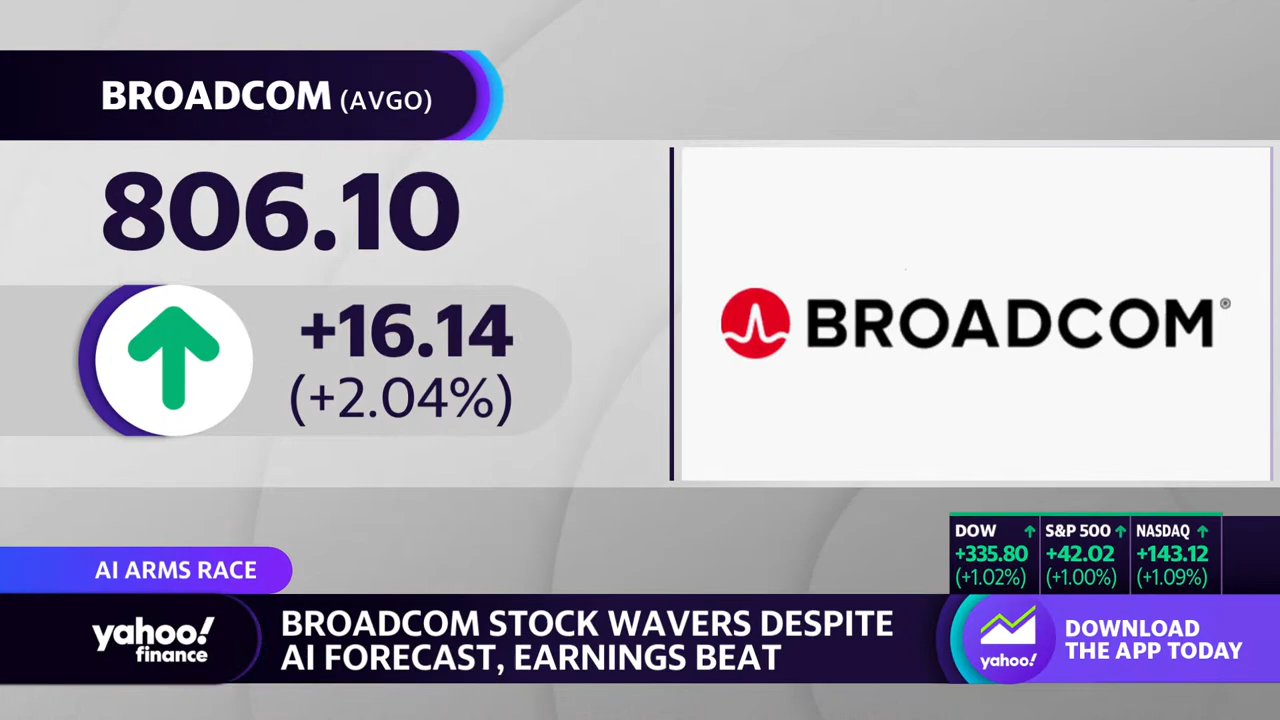 BROADCOM (AVGO)
806.10
+16.14
(+2.04%)
BROADCOM®
DOW
+335.80
(+1.02%)
S&P 500
+42.02
(+1.00%)
NASDAQ
+143.12
(+1.09%)
AI ARMS RACE
yahoo!
finance
BROADCOM STOCK WAVERS DESPITE
AI FORECAST, EARNINGS BEAT
yahoo!
DOWNLOAD
THE APP TODAY